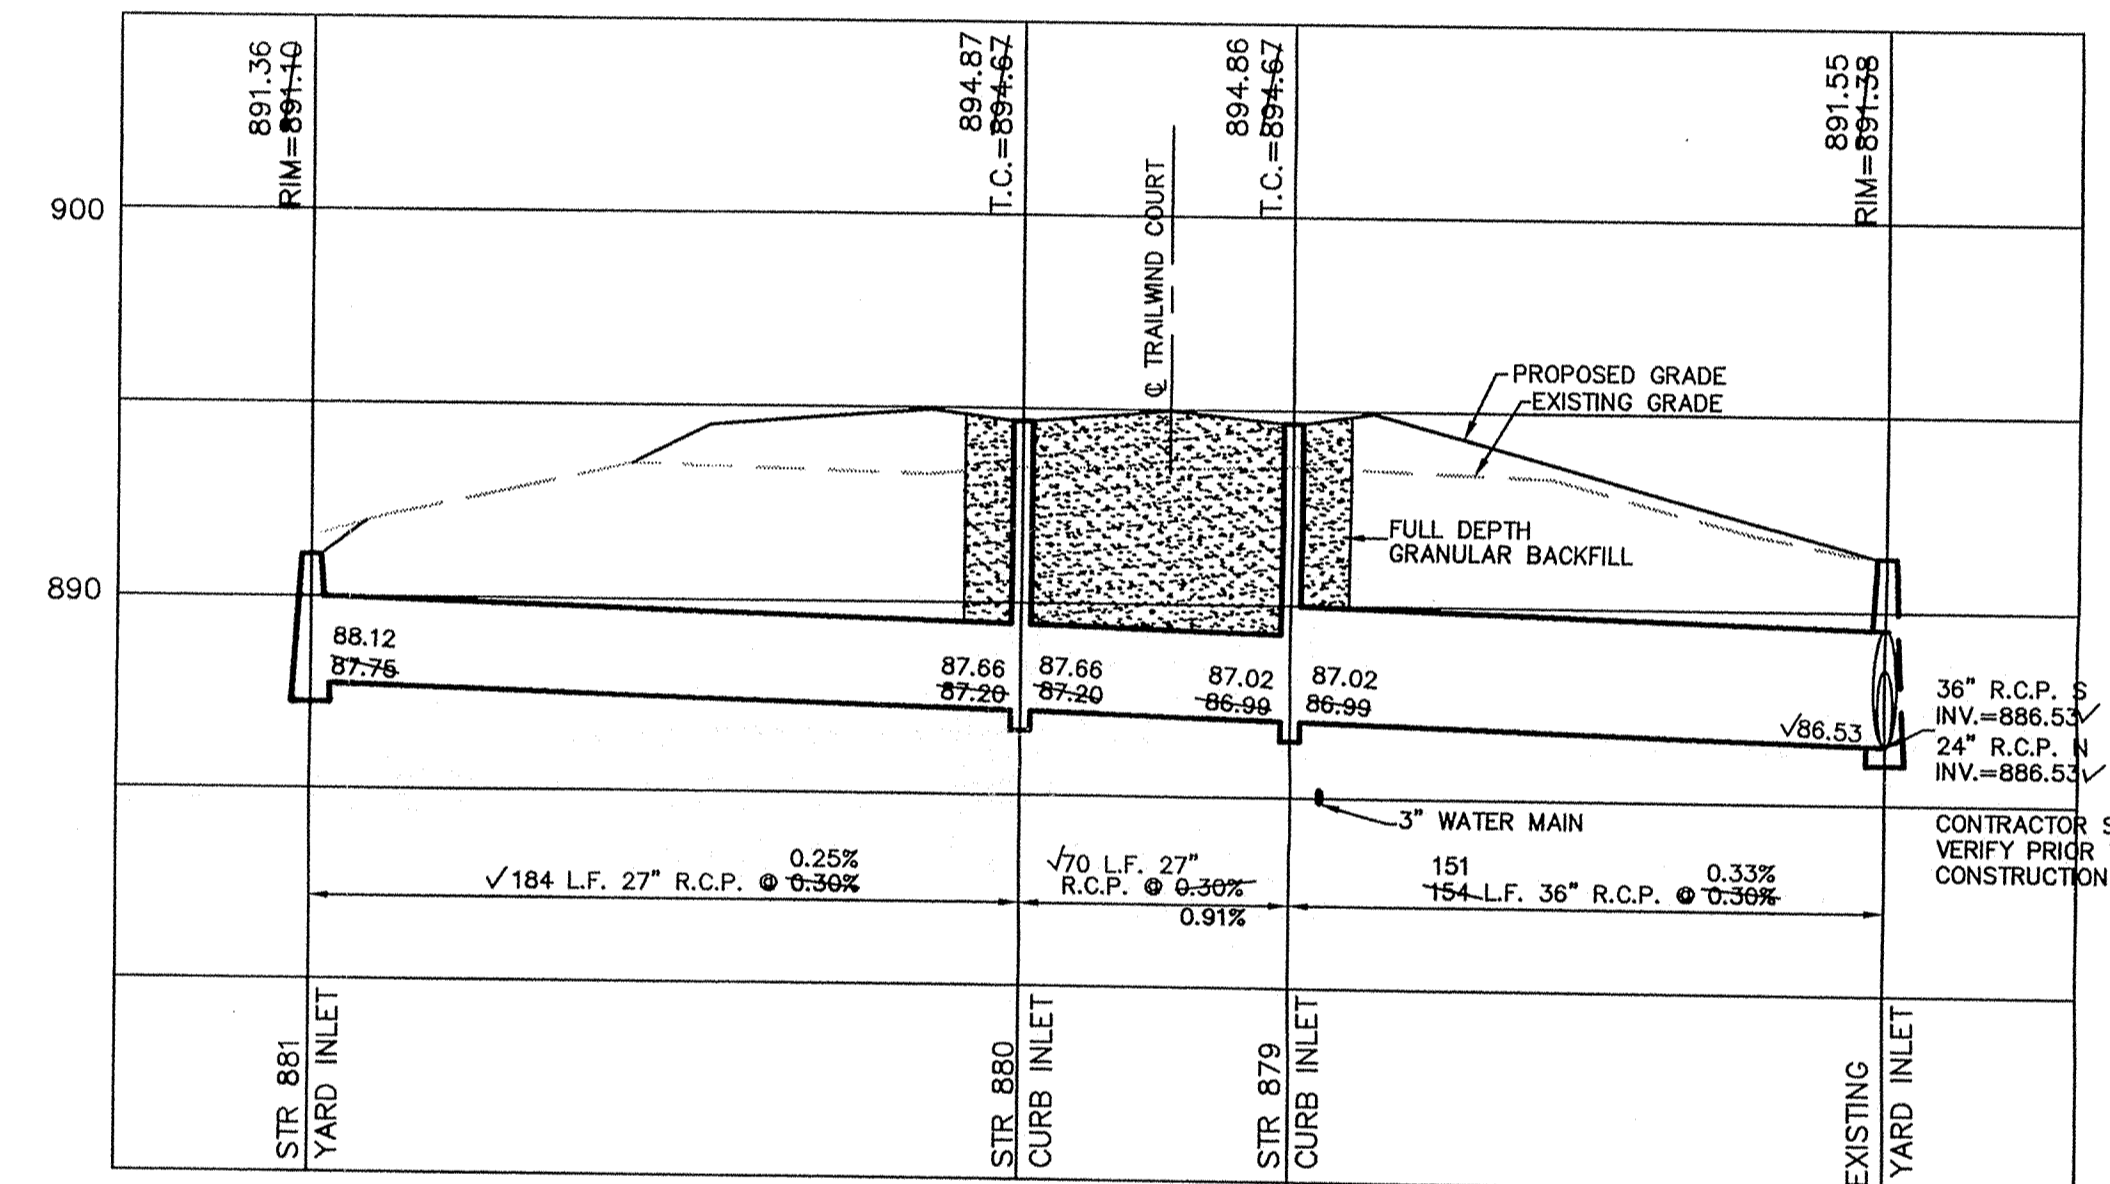 891.36
RIM=891.10
894.87
T.C.=894.67
894.86
T.C.=894.67
891.55
RIM=891.38
℄ TRAILWIND COURT
900
890
PROPOSED GRADE
EXISTING GRADE
FULL DEPTH
GRANULAR BACKFILL
88.12
87.75
87.66
87.20
87.66
87.20
87.02
86.99
87.02
86.99
√86.53
36" R.C.P. S
INV.=886.53✓
24" R.C.P. N
INV.=886.53✓
3" WATER MAIN
CONTRACTOR S
VERIFY PRIOR
CONSTRUCTION
0.25%
✓184 L.F. 27" R.C.P. @ 0.30%
√70 L.F. 27"
R.C.P. @ 0.30%
0.91%
151
0.33%
154 L.F. 36" R.C.P. @ 0.30%
STR 881
YARD INLET
STR 880
CURB INLET
STR 879
CURB INLET
EXISTING
YARD INLET